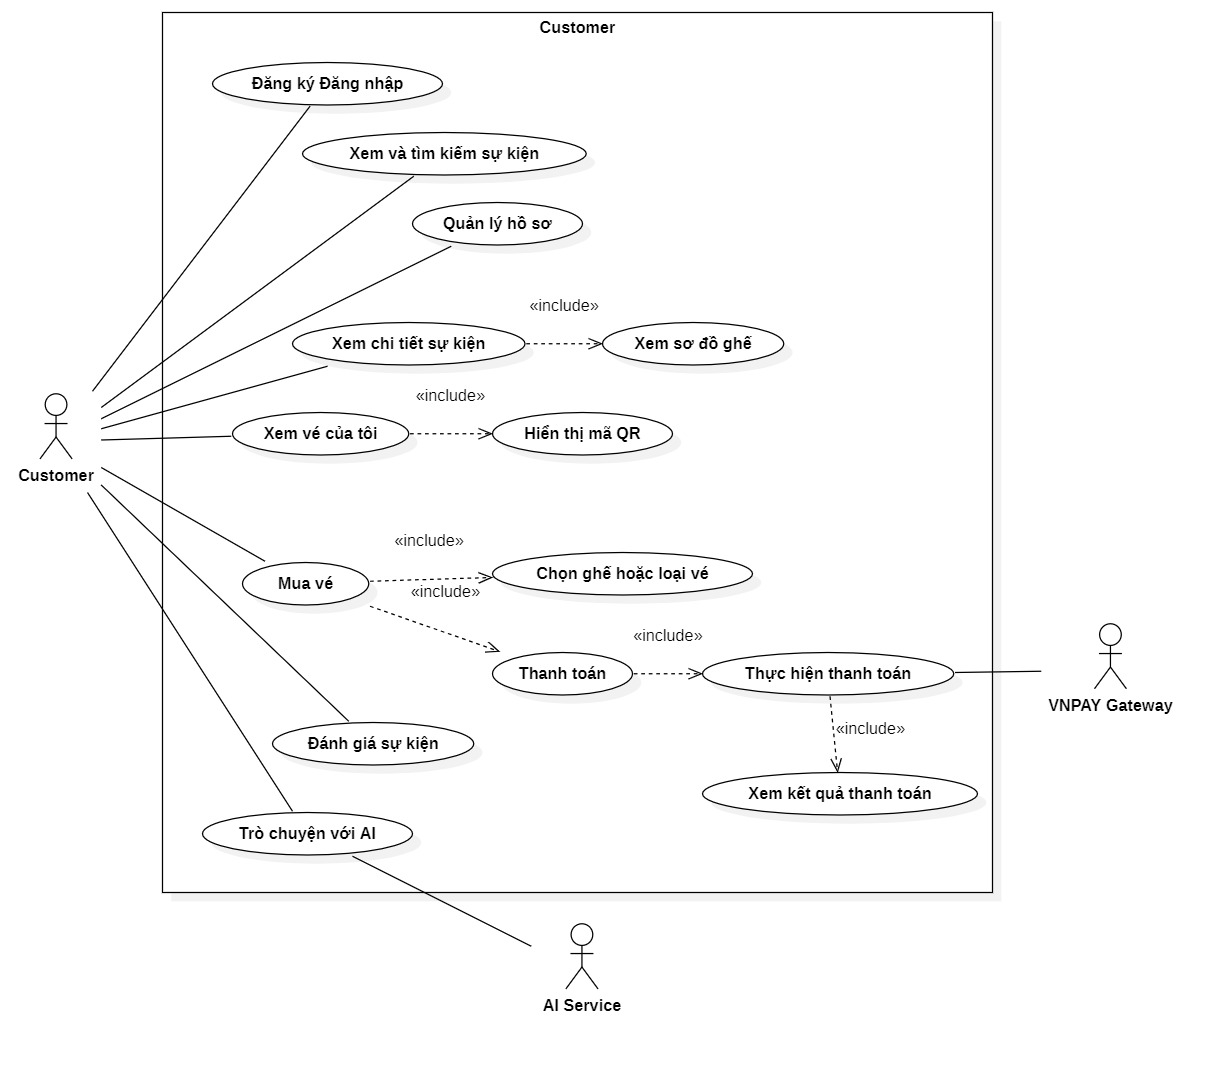 Customer
Đăng ký Đăng nhập
Xem và tìm kiếm sự kiện
Quản lý hồ sơ
«include»
Xem chi tiết sự kiện
Xem sơ đồ ghế
«include»
Xem vé của tôi
Hiển thị mã QR
Customer
«include»
Chọn ghế hoặc loại vé
Mua vé
«include»
«include»
Thanh toán
Thực hiện thanh toán
VNPAY Gateway
«include»
Đánh giá sự kiện
Xem kết quả thanh toán
Trò chuyện với AI
AI Service